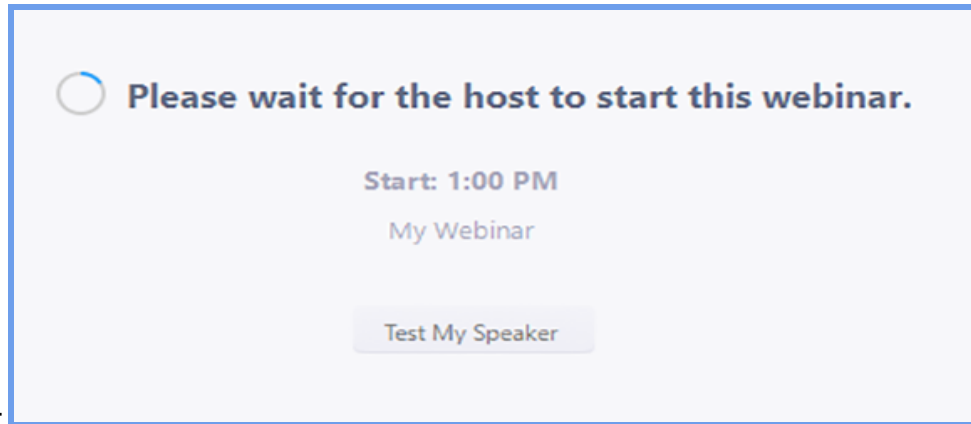 Please wait for the host to start this webinar.
Start: 1:00 PM
My Webinar
Test My Speaker